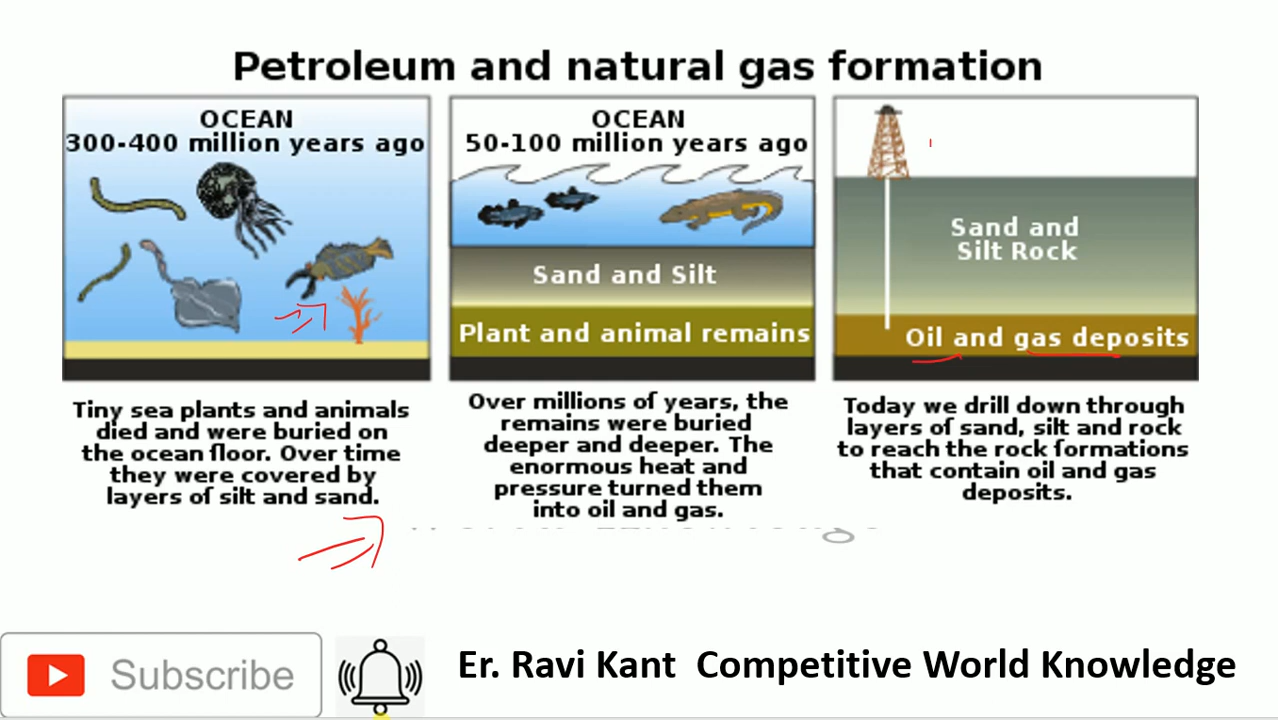 Petroleum and natural gas formation
OCEAN
300-400 million years ago
OCEAN
50-100 million years ago
Sand and Silt
Plant and animal remains
Sand and
Silt Rock
Oil and gas deposits
Tiny sea plants and animals
died and were buried on
the ocean floor. Over time
they were covered by
layers of silt and sand.
Over millions of years, the
remains were buried
deeper and deeper. The
enormous heat and
pressure turned them
into oil and gas.
Today we drill down through
layers of sand, silt and rock
to reach the rock formations
that contain oil and gas
deposits.
Subscribe
Er. Ravi Kant Competitive World Knowledge